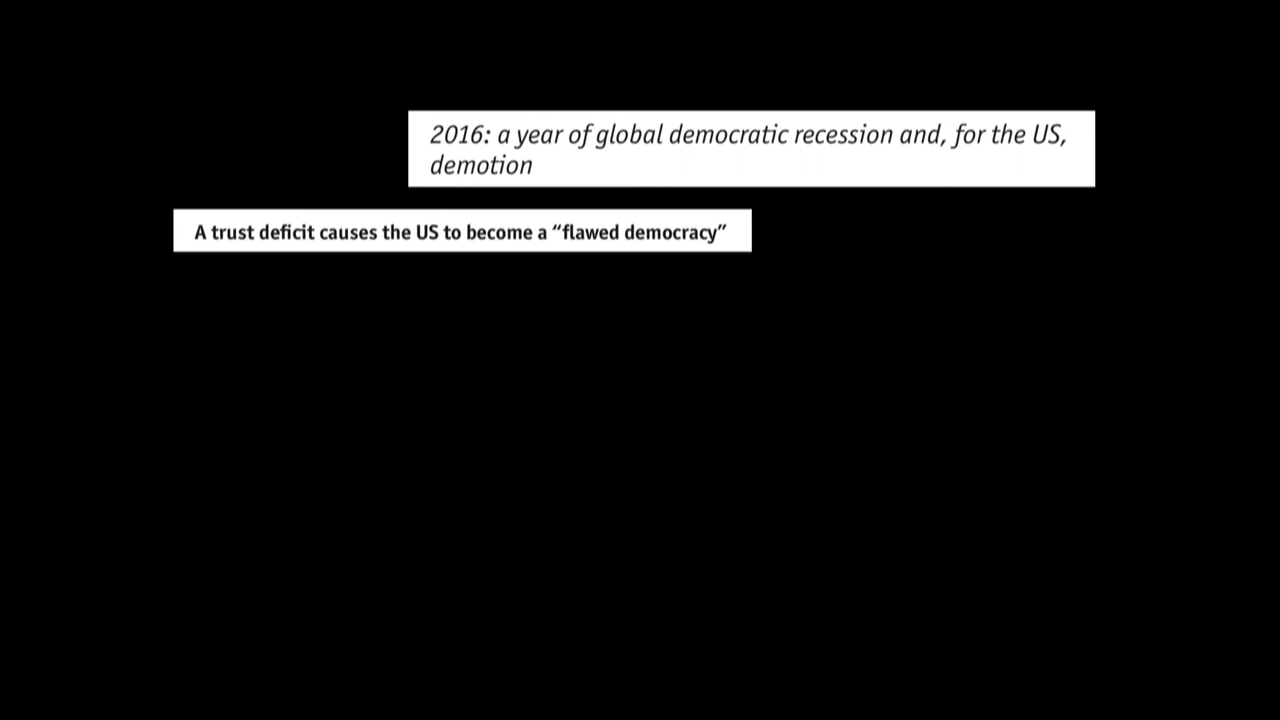 2016: a year of global democratic recession and, for the US,
demotion
A trust deficit causes the US to become a “flawed democracy”